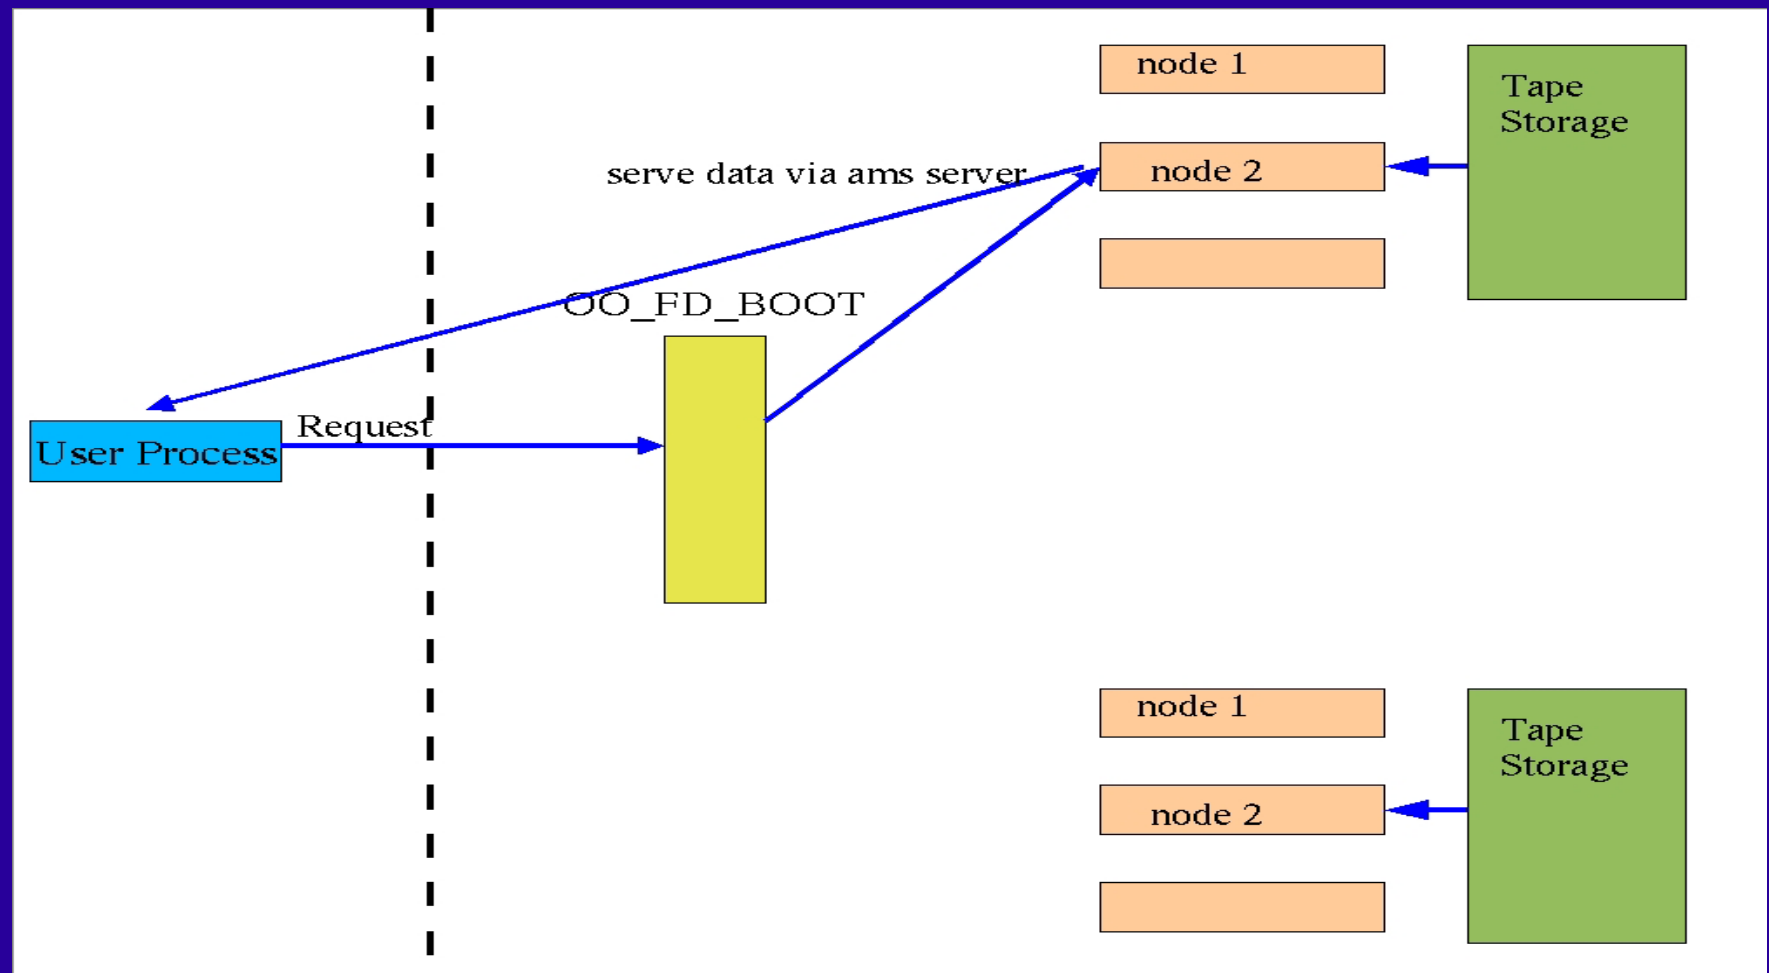 node 1
Tape
Storage
serve data via ams server
node 2
OO_FD_BOOT
Request
User Process
node 1
Tape
Storage
node 2